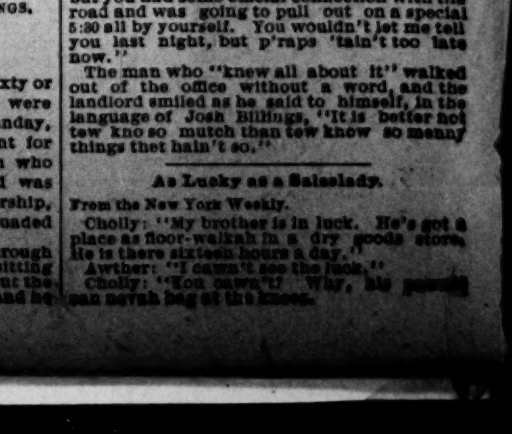 NGS.
xty or
were
nday,
nt for
who
was
rship,
uaded
rough
itting
ut the
and he
road and was going to pull out on a special
5:30 all by yourself. You wouldn't let me tell
you last night, but p'raps 'tain't too late
now."
The man who "knew all about it" walked
out of the office without a word, and the
landlord smiled as he said to himself, in the
language of Josh Billings, "It is better not
tew kno so mutch than tew know so menny
things thet hain't so."
As Lucky as a Saleslady.
From the New York Weekly.
Cholly: "My brother is in luck. He's got a
place as floor-walkah in a dry goods store.
He is there sixteen hours a day."
Awther: "I cawn't see the luck."
Cholly: "You cawn't? Why, his
can nevah bag at the knees.